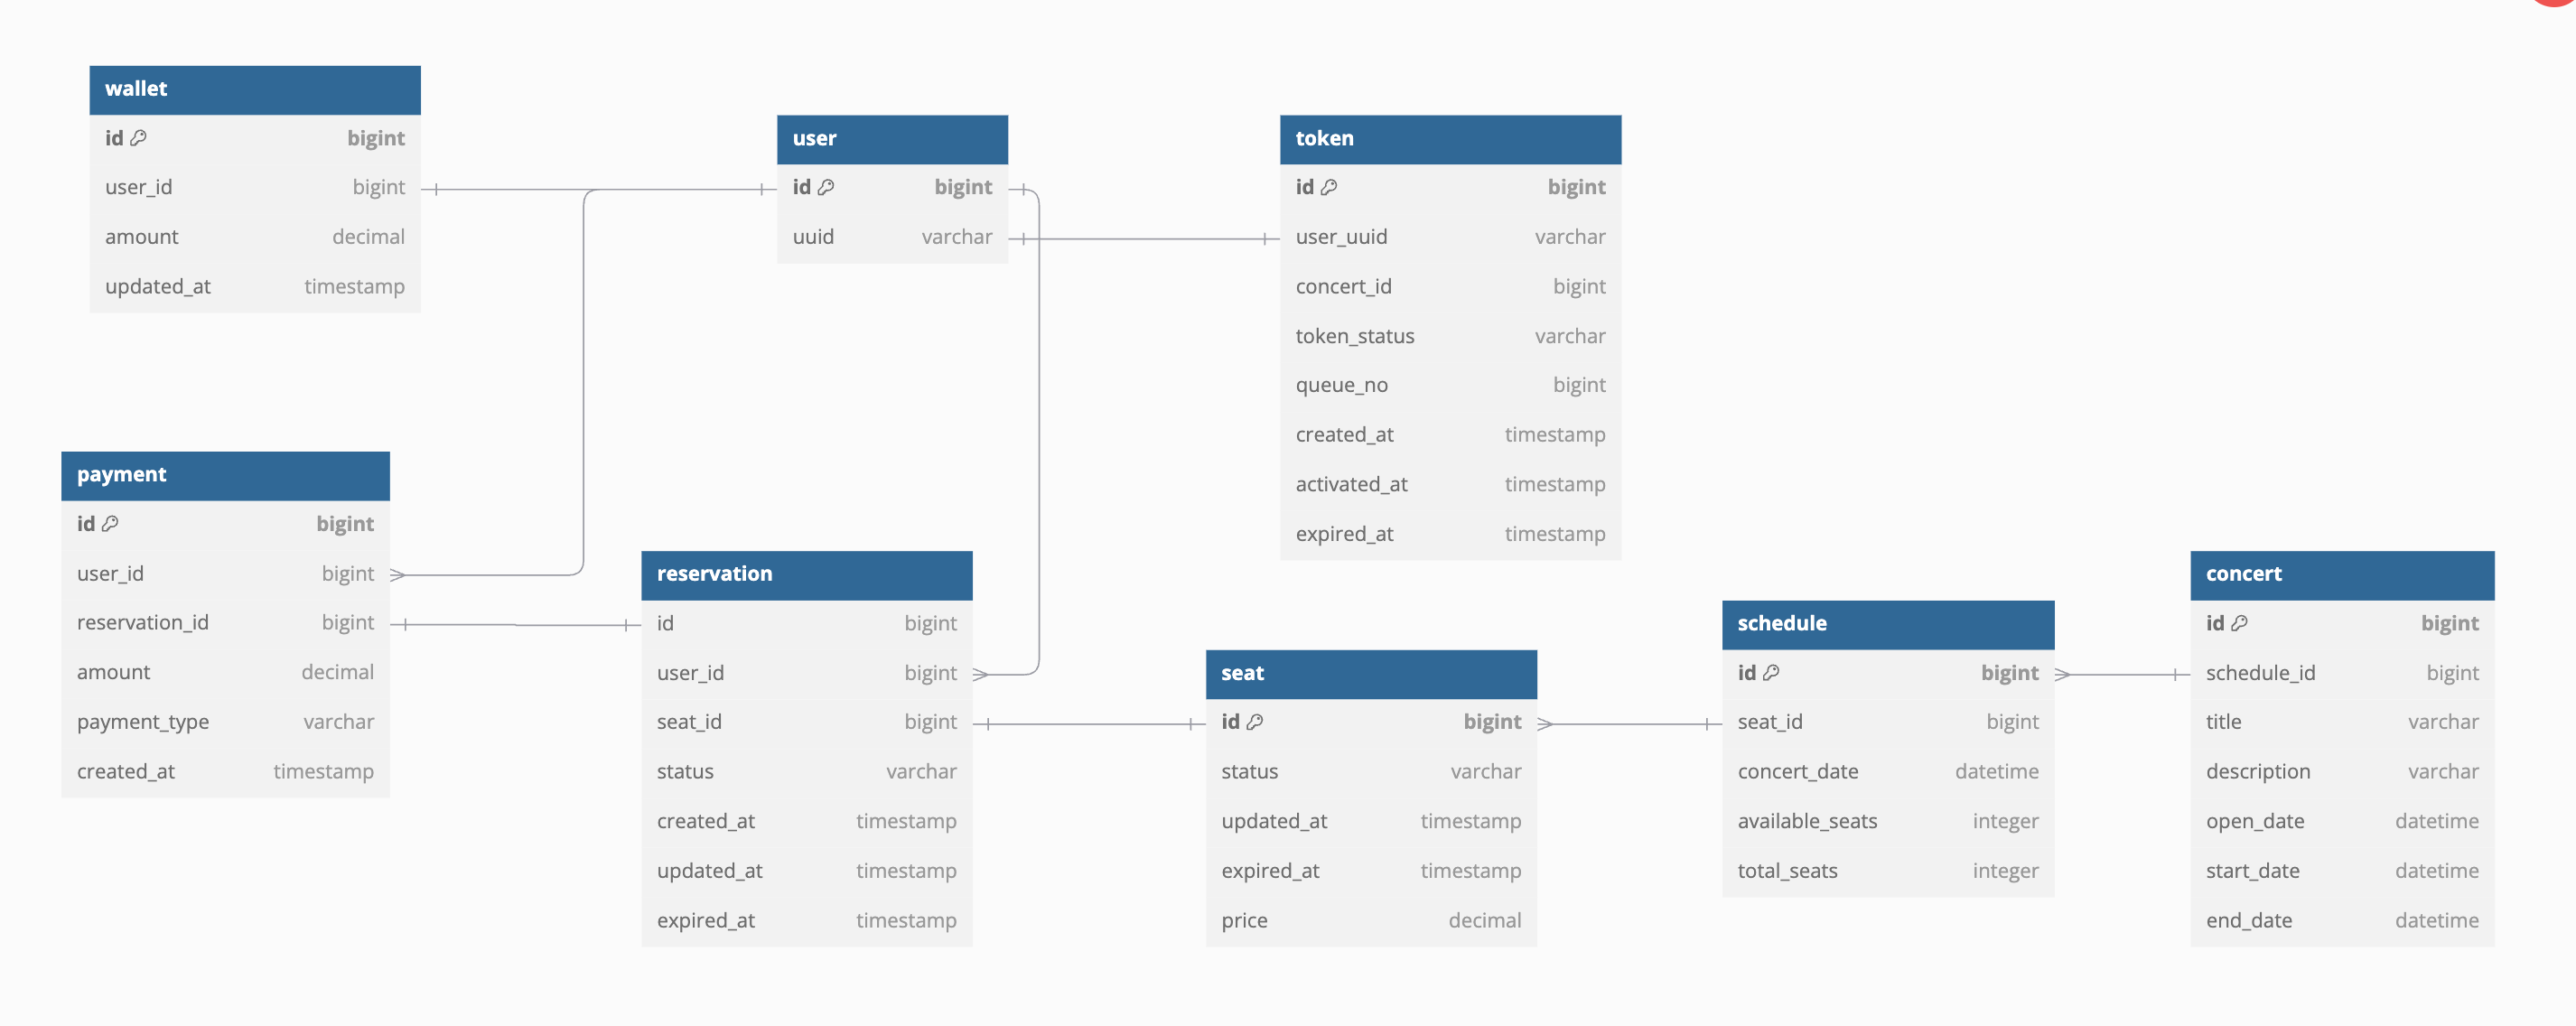 wallet
id bigint
user_id bigint
amount decimal
updated_at timestamp
user
id bigint
uuid varchar
token
id bigint
user_uuid varchar
concert_id bigint
token_status varchar
queue_no bigint
created_at timestamp
activated_at timestamp
expired_at timestamp
payment
id bigint
user_id bigint
reservation_id bigint
amount decimal
payment_type varchar
created_at timestamp
reservation
id bigint
user_id bigint
seat_id bigint
status varchar
created_at timestamp
updated_at timestamp
expired_at timestamp
seat
id bigint
status varchar
updated_at timestamp
expired_at timestamp
price decimal
schedule
id bigint
seat_id bigint
concert_date datetime
available_seats integer
total_seats integer
concert
id bigint
schedule_id bigint
title varchar
description varchar
open_date datetime
start_date datetime
end_date datetime